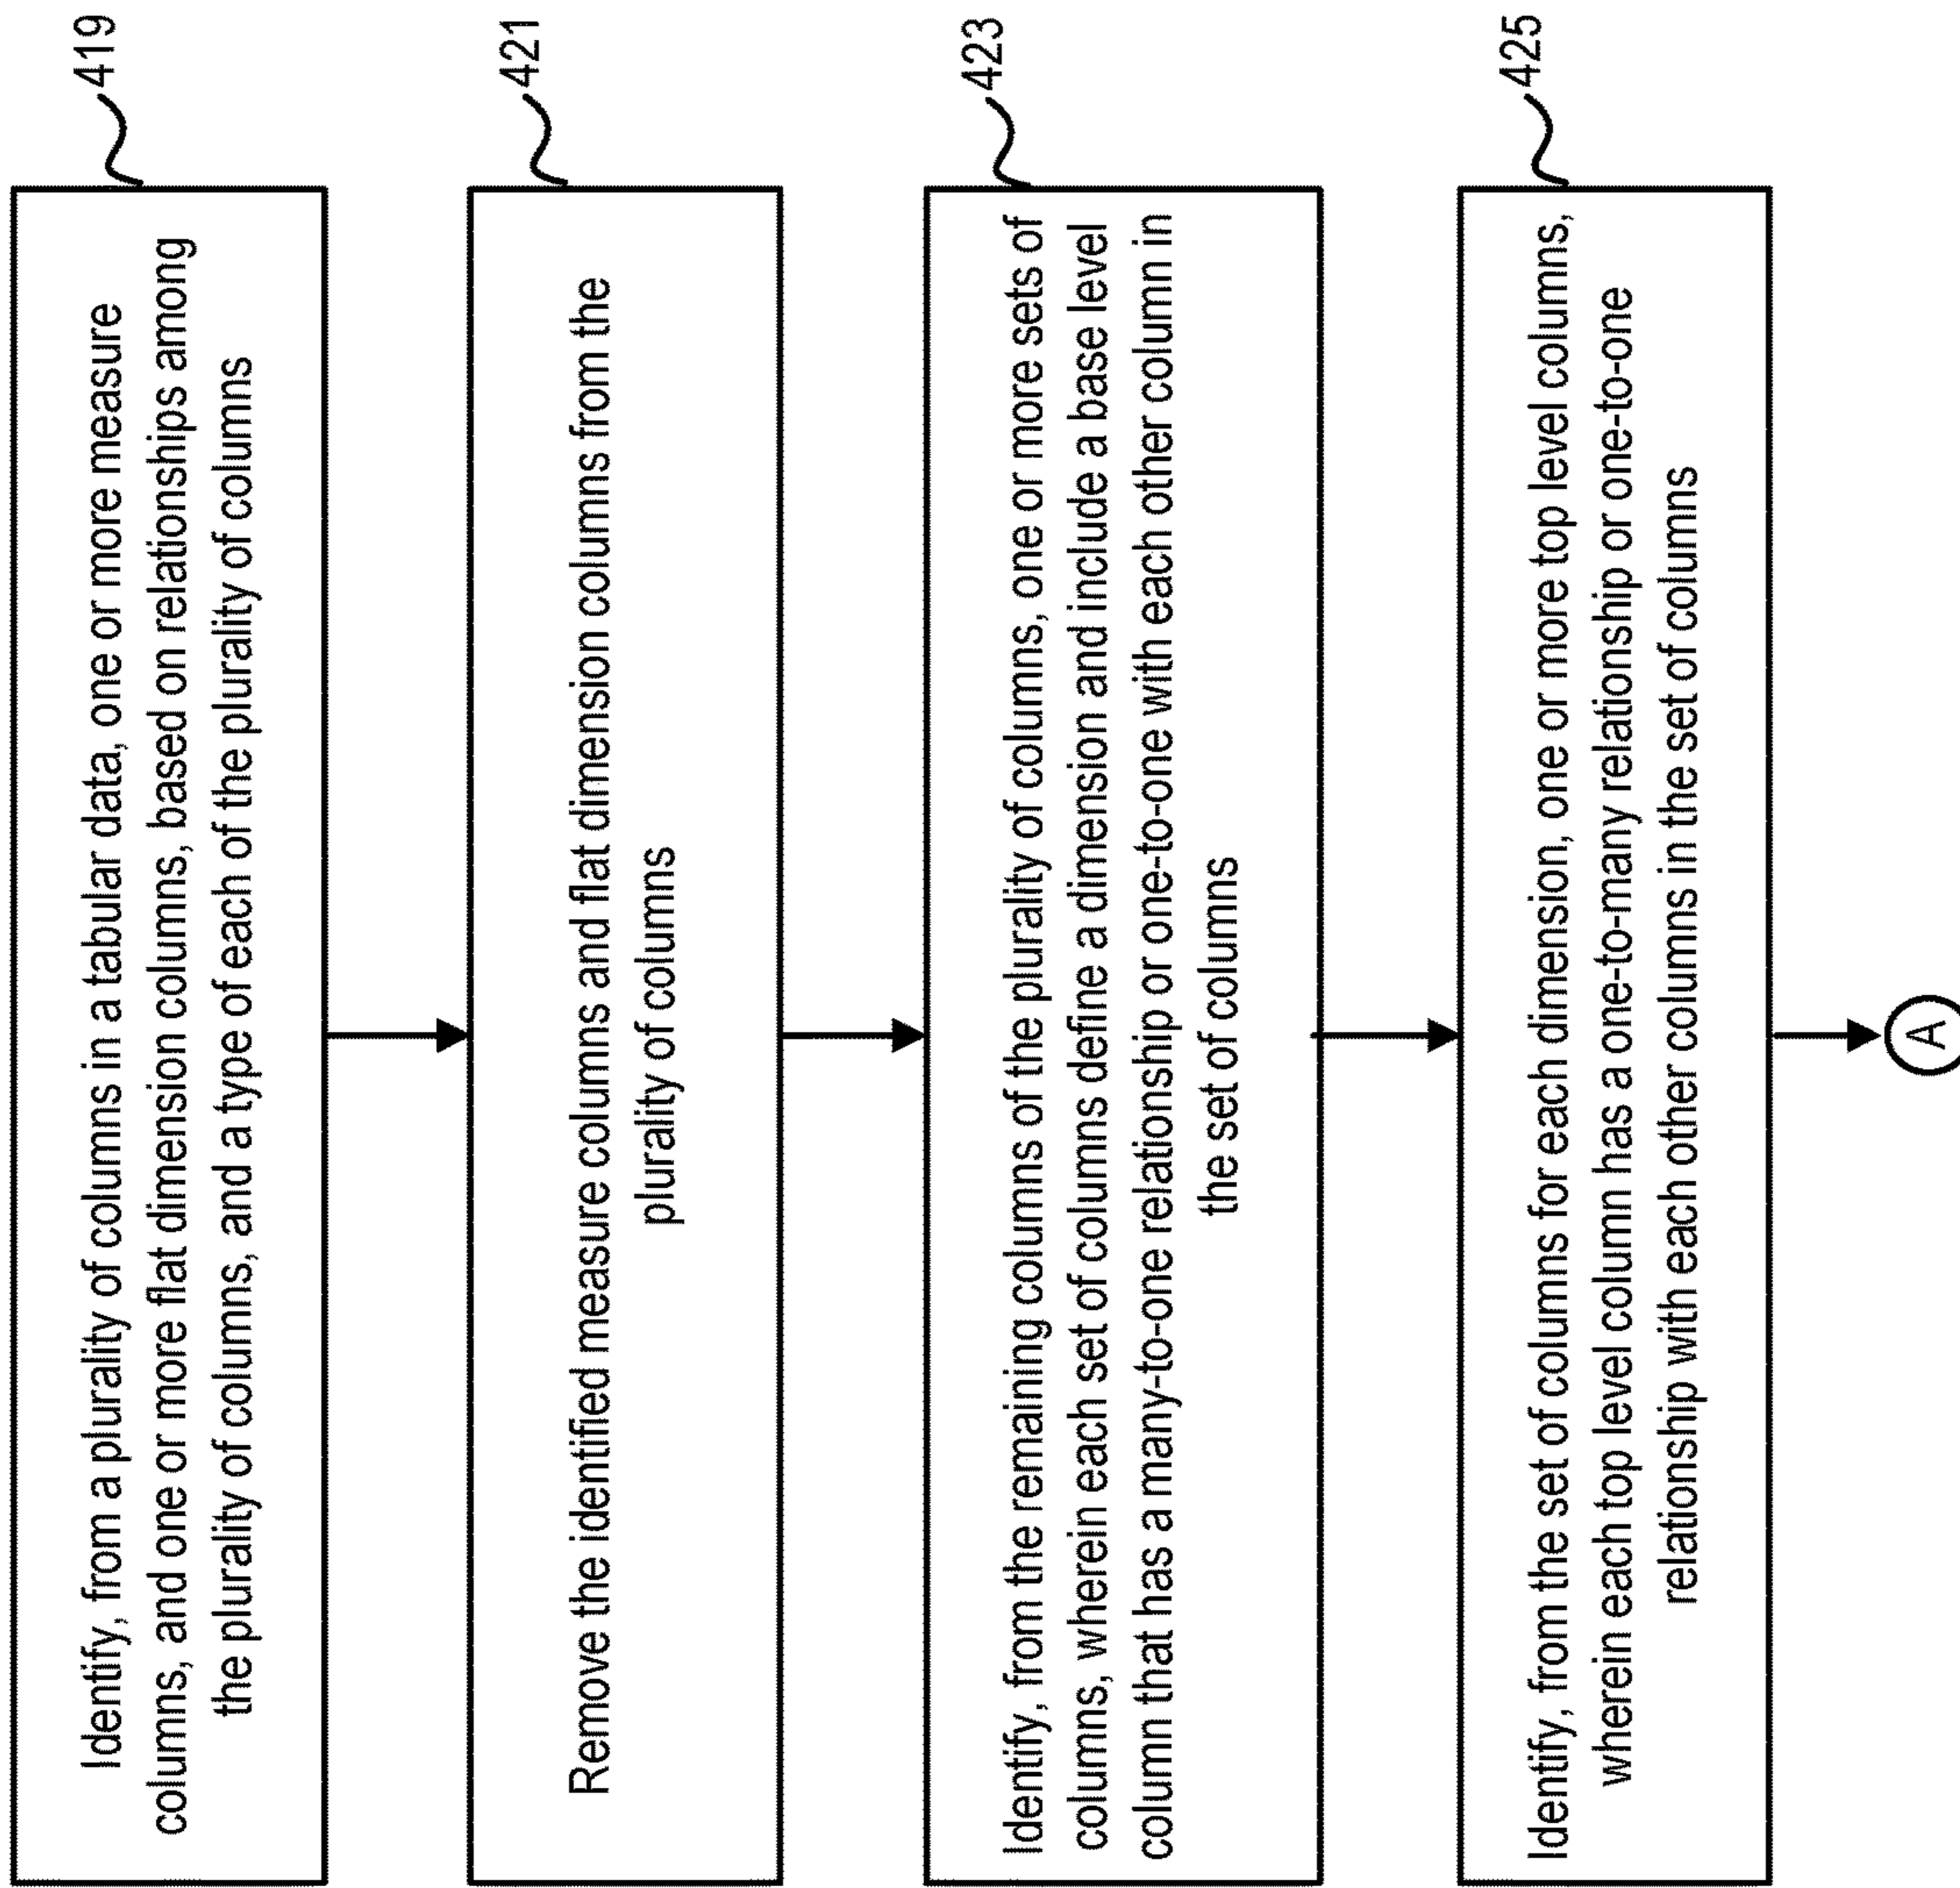 Identify, from a plurality of columns in a tabular data, one or more measure
columns, and one or more flat dimension columns, based on relationships among
the plurality of columns, and a type of each of the plurality of columns
419
Remove the identified measure columns and flat dimension columns from the
plurality of columns
421
Identify, from the remaining columns of the plurality of columns, one or more sets of
columns, wherein each set of columns define a dimension and include a base level
column that has a many-to-one relationship or one-to-one with each other column in
the set of columns
423
Identify, from the set of columns for each dimension, one or more top level columns,
wherein each top level column has a one-to-many relationship or one-to-one
relationship with each other columns in the set of columns
425
A